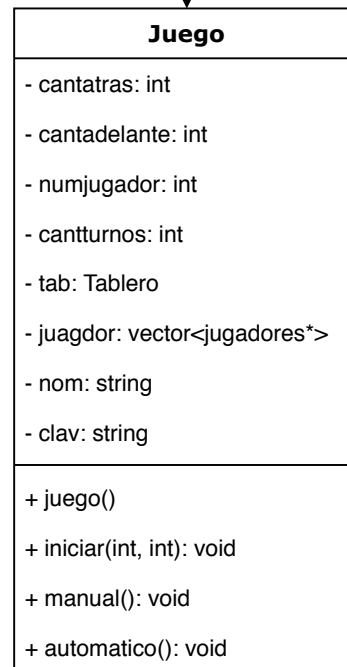 Juego
- cantatras: int
- cantadelante: int
- numjugador: int
- cantturnos: int
- tab: Tablero
- juagdor: vector<jugadores*>
- nom: string
- clav: string
+ juego()
+ iniciar(int, int): void
+ manual(): void
+ automatico(): void